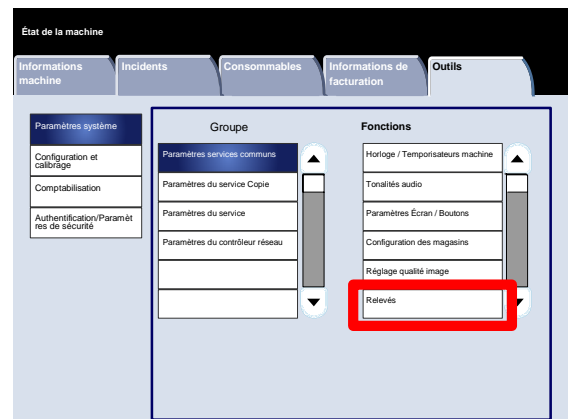 État de la machine
Informations machine
Incidents
Consommables
Informations de facturation
Outils
Paramètres système
Configuration et calibrage
Comptabilisation
Authentification/Paramèt
res de sécurité
Groupe
Paramètres services communs
Paramètres du service Copie
Paramètres du service
Paramètres du contrôleur réseau
Fonctions
Horloge / Temporisateurs machine
Tonalités audio
Paramètres Écran / Boutons
Configuration des magasins
Réglage qualité image
Relevés